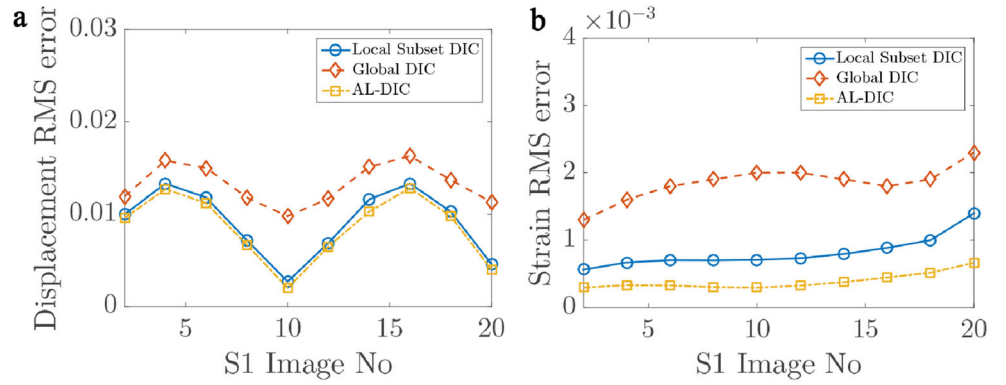 a
Displacement RMS error
0.03
0.02
0.01
0
5
10
15
20
S1 Image No
Local Subset DIC
Global DIC
AL-DIC
b
×10⁻³
Strain RMS error
4
3
2
1
0
5
10
15
20
S1 Image No
Local Subset DIC
Global DIC
AL-DIC